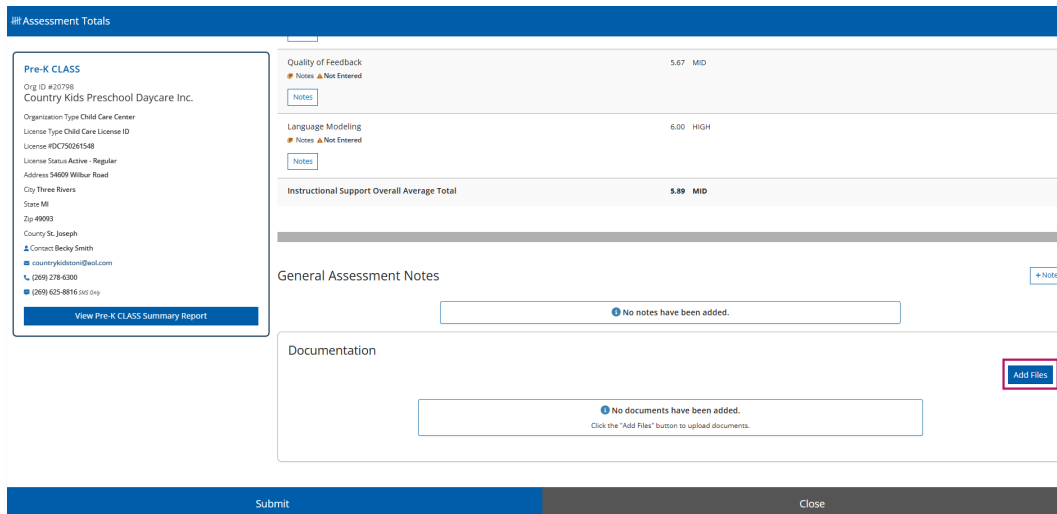 Assessment Totals
Pre-K CLASS
Org ID #20798
Country Kids Preschool Daycare Inc.
Organization Type Child Care Center
License Type Child Care License ID
License #DC750261548
License Status Active - Regular
Address 54609 Wilbur Road
City Three Rivers
State MI
Zip 49093
County St. Joseph
Contact Becky Smith
countrykidstoni@aol.com
(269) 278-6300
(269) 625-8816 SMS Only
View Pre-K CLASS Summary Report
Quality of Feedback 5.67 MID
Notes Not Entered
Notes
Language Modeling 6.00 HIGH
Notes Not Entered
Notes
Instructional Support Overall Average Total 5.89 MID
General Assessment Notes
+ Note
No notes have been added.
Documentation
Add Files
No documents have been added.
Click the "Add Files" button to upload documents.
Submit
Close